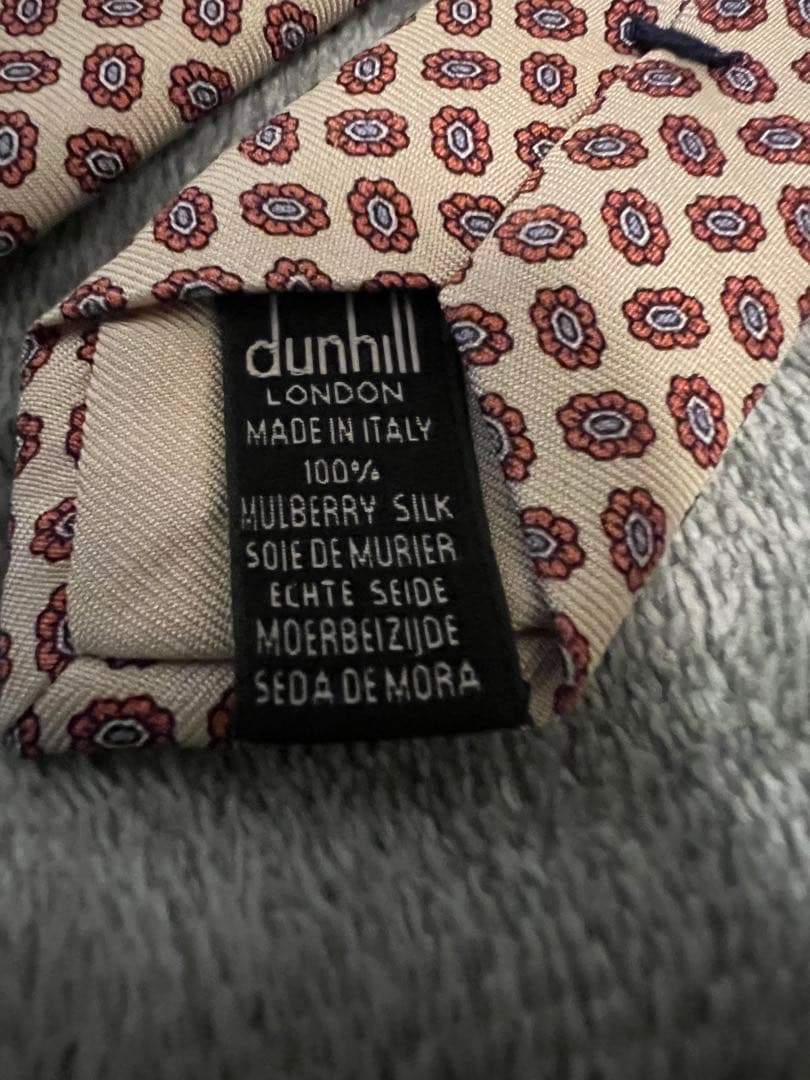 dunhill
LONDON
MADE IN ITALY
100%
MULBERRY SILK
SOIE DE MURIER
ECHTE SEIDE
MOERBEIZIJDE
SEDA DE MORA